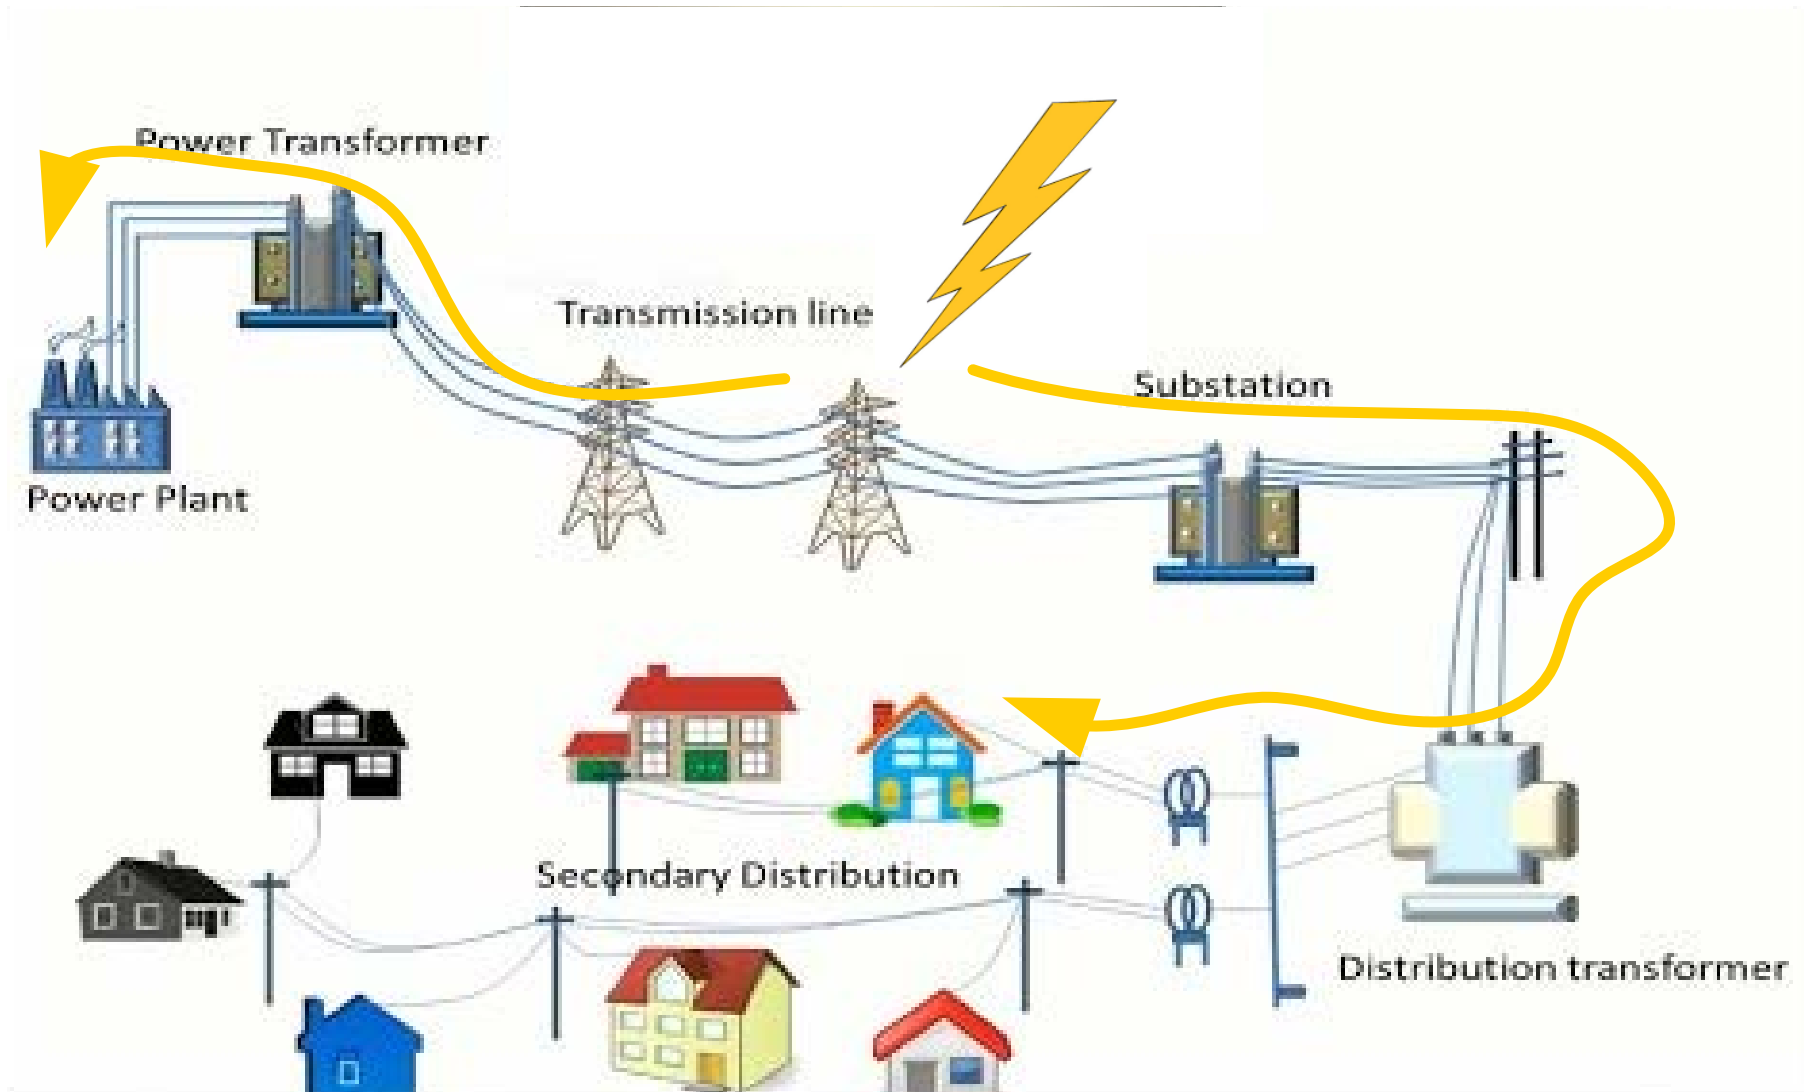 Power Transformer
Transmission line
Substation
Power Plant
Secondary Distribution
Distribution transformer